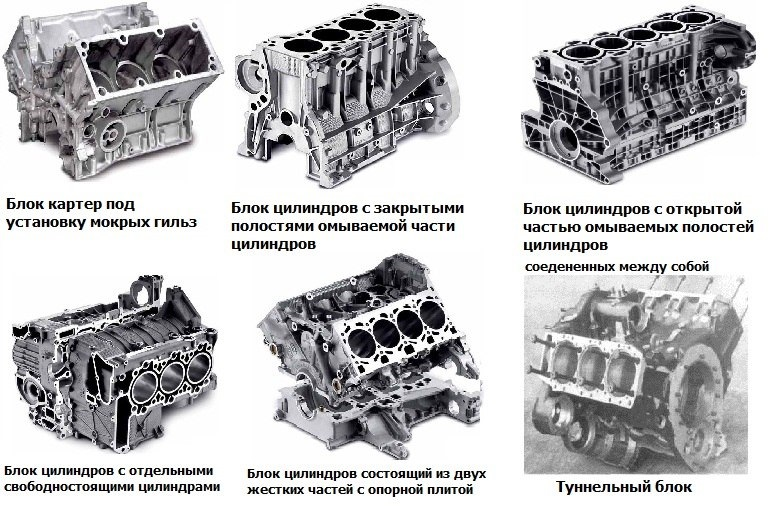 Блок картер под
установку мокрых гильз
Блок цилиндров с закрытыми
полостями омываемой части
цилиндров
Блок цилиндров с открытой
частью омываемых полостей
цилиндров
соедененных между собой
Блок цилиндров с отдельными
свободностоящими цилиндрами
Блок цилиндров состоящий из двух
жестких частей с опорной плитой
Туннельный блок